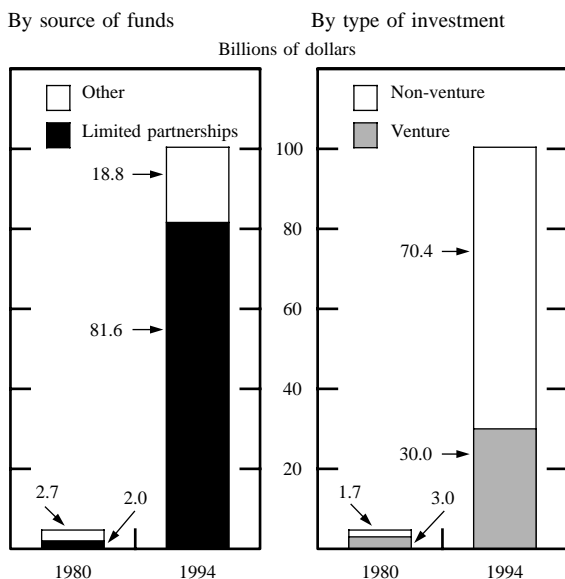 By source of funds
By type of investment
Billions of dollars
Other
Limited partnerships
18.8
81.6
2.7
2.0
1980
1994
100
80
60
40
20
Non-venture
Venture
70.4
30.0
1.7
3.0
1980
1994